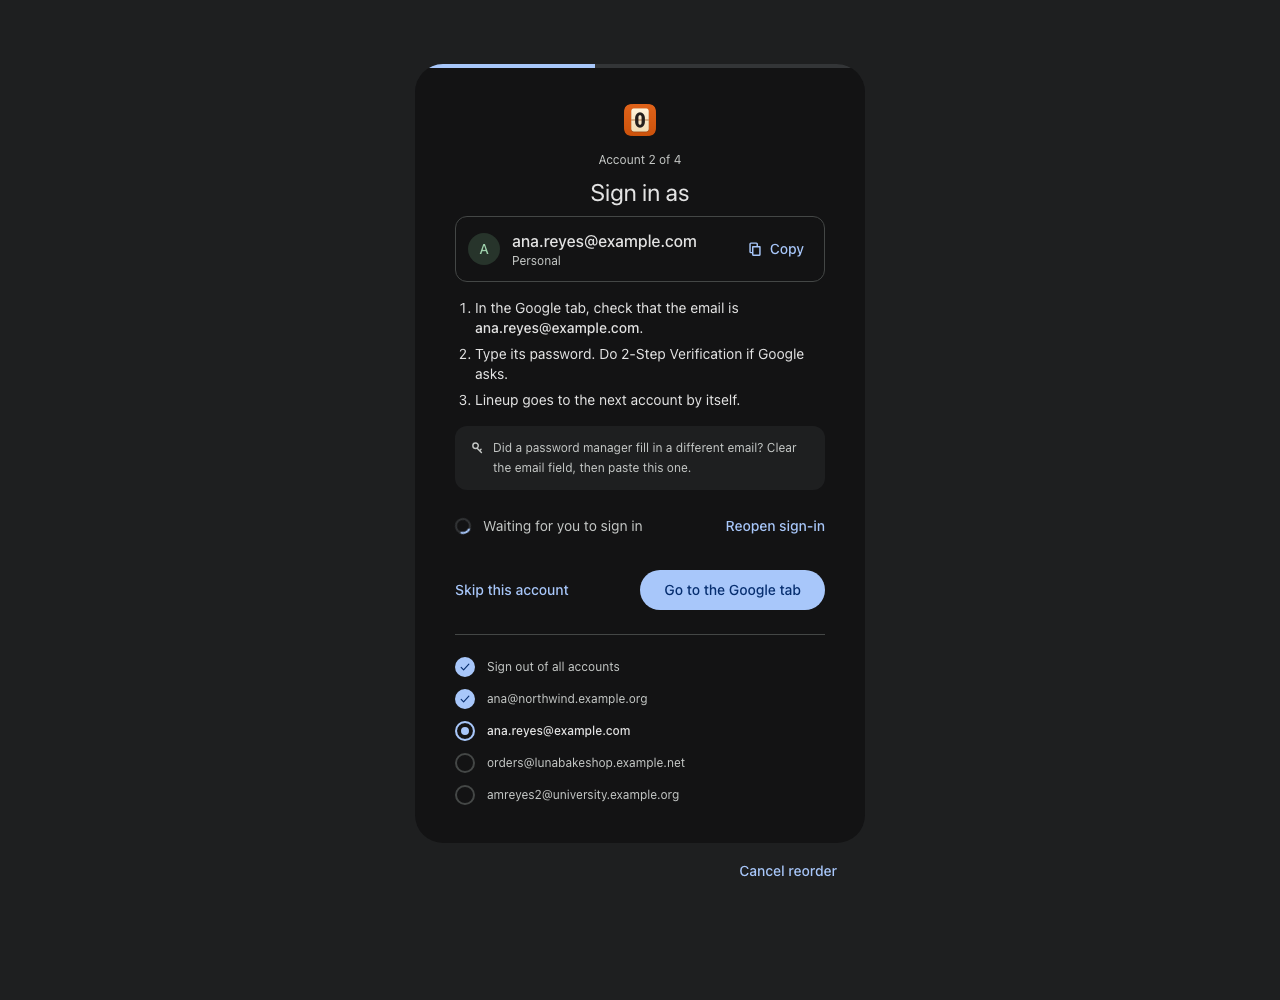 0
Account 2 of 4
Sign in as
A
ana.reyes@example.com
Personal
Copy
1. In the Google tab, check that the email is
ana.reyes@example.com.
2. Type its password. Do 2-Step Verification if Google
asks.
3. Lineup goes to the next account by itself.
Did a password manager fill in a different email? Clear
the email field, then paste this one.
Waiting for you to sign in
Reopen sign-in
Skip this account
Go to the Google tab
Sign out of all accounts
ana@northwind.example.org
ana.reyes@example.com
orders@lunabakeshop.example.net
amreyes2@university.example.org
Cancel reorder